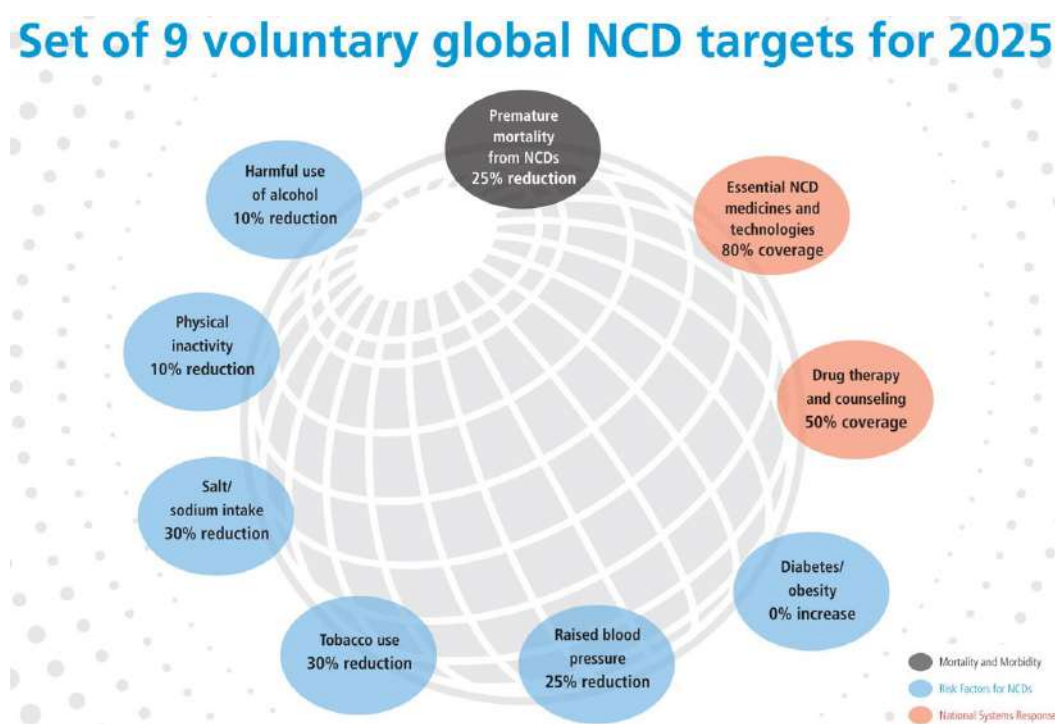 Set of 9 voluntary global NCD targets for 2025
Premature
mortality
from NCDs
25% reduction
Harmful use
of alcohol
10% reduction
Essential NCD
medicines and
technologies
80% coverage
Physical
inactivity
10% reduction
Drug therapy
and counseling
50% coverage
Salt/
sodium intake
30% reduction
Diabetes/
obesity
0% increase
Tobacco use
30% reduction
Raised blood
pressure
25% reduction
Mortality and Morbidity
Risk Factors for NCDs
National Systems Response